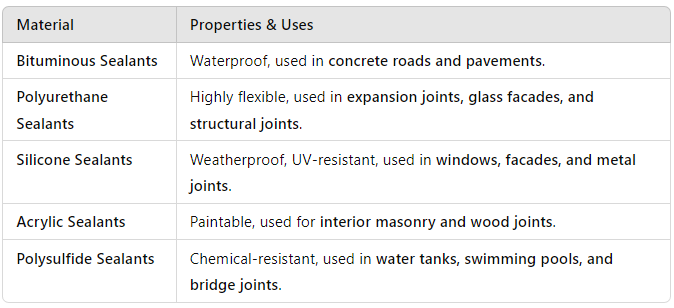 Material Properties & Uses
Bituminous Sealants Waterproof, used in concrete roads and pavements.
Polyurethane Sealants Highly flexible, used in expansion joints, glass facades, and
structural joints.
Silicone Sealants Weatherproof, UV-resistant, used in windows, facades, and metal
joints.
Acrylic Sealants Paintable, used for interior masonry and wood joints.
Polysulfide Sealants Chemical-resistant, used in water tanks, swimming pools, and
bridge joints.